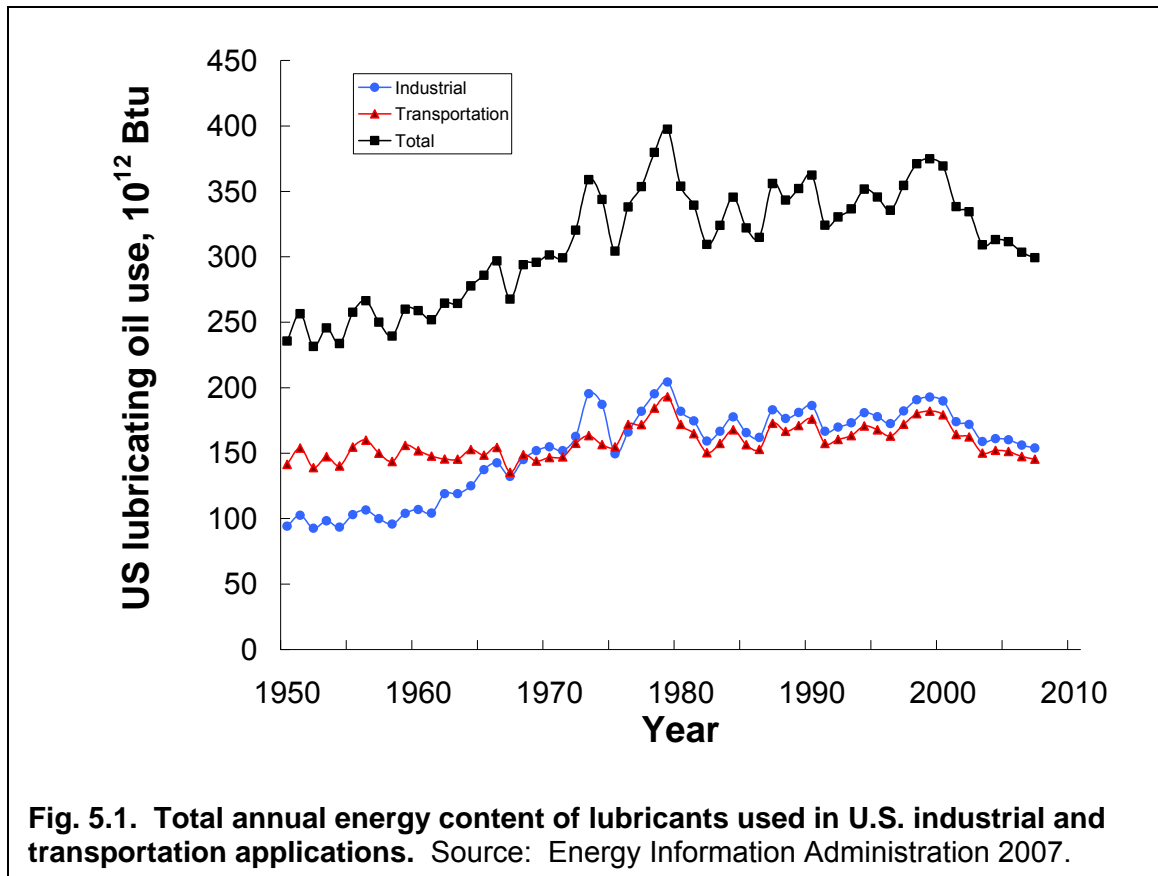 450
400
350
300
250
200
150
100
50
0
US lubricating oil use, 10¹² Btu
Industrial
Transportation
Total
1950 1960 1970 1980 1990 2000 2010
Year
Fig. 5.1. Total annual energy content of lubricants used in U.S. industrial and
transportation applications. Source: Energy Information Administration 2007.